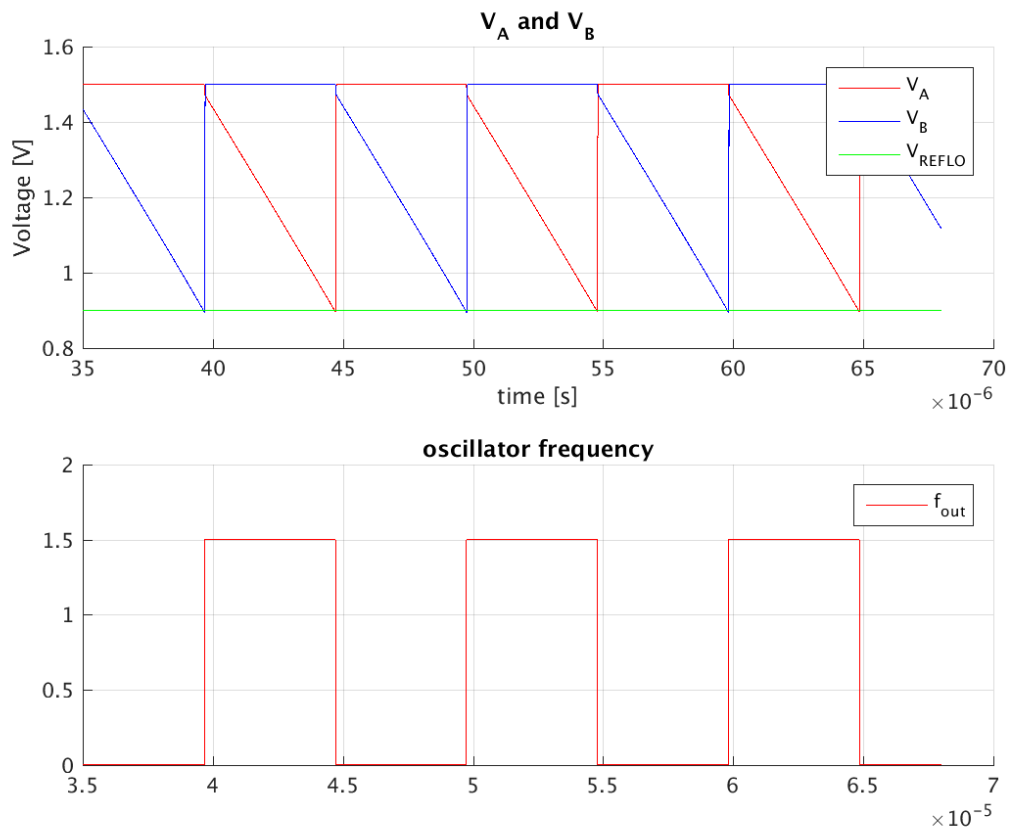 V_A and V_B
1.6
1.4
1.2
1
0.8
Voltage [V]
V_A
V_B
V_REFLO
35 40 45 50 55 60 65 70
time [s]
×10^-6
oscillator frequency
2
1.5
1
0.5
0
f_out
3.5 4 4.5 5 5.5 6 6.5 7
×10^-5